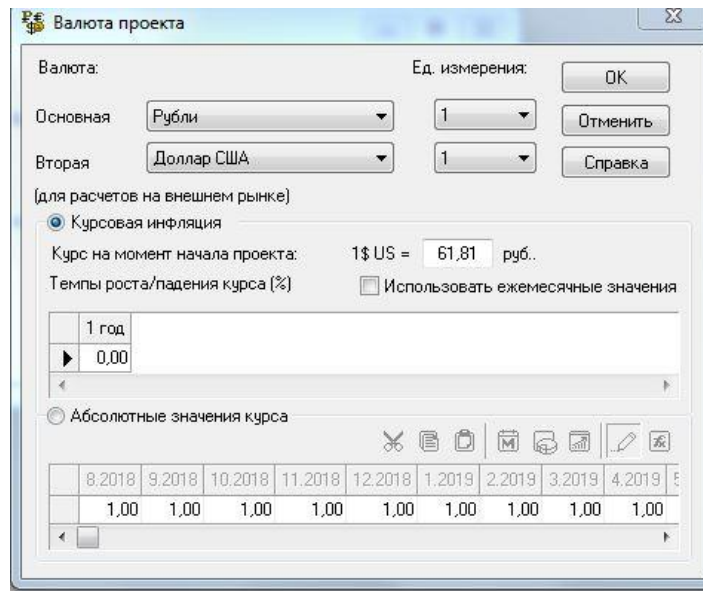 Валюта проекта
Валюта: Ед. измерения: OK
Основная Рубли 1 Отменить
Вторая Доллар США 1 Справка
(для расчетов на внешнем рынке)
Курсовая инфляция
Курс на момент начала проекта: 1$ US = 61,81 руб..
Темпы роста/падения курса (%) Использовать ежемесячные значения
1 год
0,00
Абсолютные значения курса
8.2018 9.2018 10.2018 11.2018 12.2018 1.2019 2.2019 3.2019 4.2019
1,00 1,00 1,00 1,00 1,00 1,00 1,00 1,00 1,00